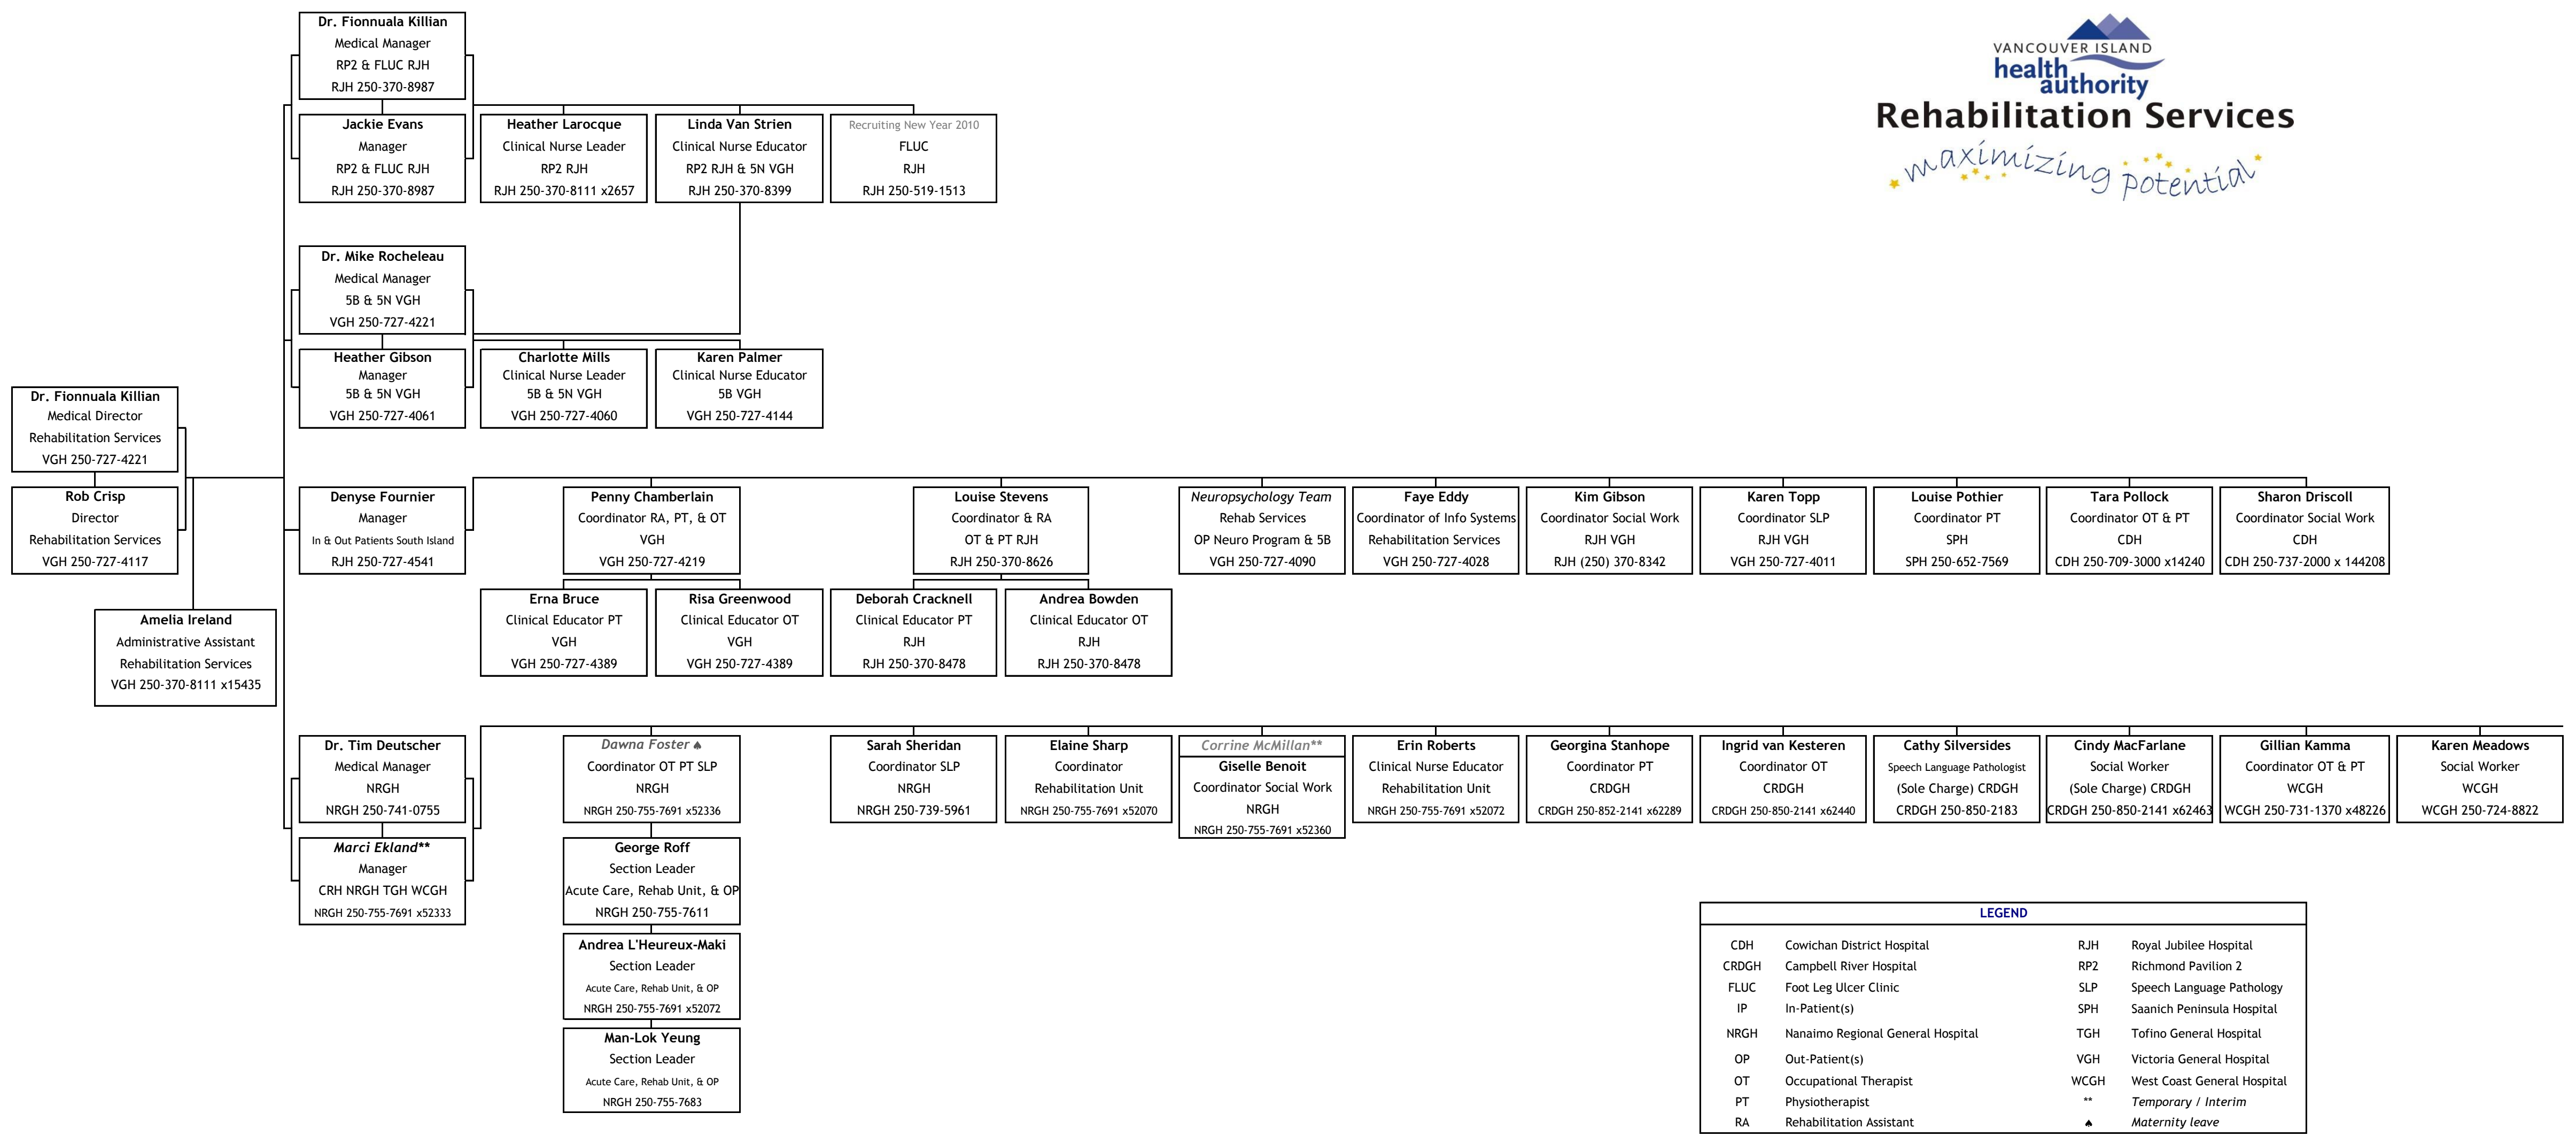 Dr. Fionnuala Killian
Medical Manager
RP2 & FLUC RJH
RJH 250-370-8987
Jackie Evans
Manager
RP2 & FLUC RJH
RJH 250-370-8987
Heather Larocque
Clinical Nurse Leader
RP2 RJH
RJH 250-370-8111 x2657
Linda Van Strien
Clinical Nurse Educator
RP2 RJH & 5N VGH
RJH 250-370-8399
Recruiting New Year 2010
FLUC
RJH
RJH 250-519-1513
VANCOUVER ISLAND
health
authority
Rehabilitation Services
maximizing potential
Dr. Mike Rocheleau
Medical Manager
5B & 5N VGH
VGH 250-727-4221
Heather Gibson
Manager
5B & 5N VGH
VGH 250-727-4061
Charlotte Mills
Clinical Nurse Leader
5B & 5N VGH
VGH 250-727-4060
Karen Palmer
Clinical Nurse Educator
5B VGH
VGH 250-727-4144
Dr. Fionnuala Killian
Medical Director
Rehabilitation Services
VGH 250-727-4221
Rob Crisp
Director
Rehabilitation Services
VGH 250-727-4117
Amelia Ireland
Administrative Assistant
Rehabilitation Services
VGH 250-370-8111 x15435
Denyse Fournier
Manager
In & Out Patients South Island
RJH 250-727-4541
Penny Chamberlain
Coordinator RA, PT, & OT
VGH
VGH 250-727-4219
Louise Stevens
Coordinator & RA
OT & PT RJH
RJH 250-370-8626
Neuropsychology Team
Rehab Services
OP Neuro Program & 5B
VGH 250-727-4090
Faye Eddy
Coordinator of Info Systems
Rehabilitation Services
VGH 250-727-4028
Kim Gibson
Coordinator Social Work
RJH VGH
RJH (250) 370-8342
Karen Topp
Coordinator SLP
RJH VGH
VGH 250-727-4011
Louise Pothier
Coordinator PT
SPH
SPH 250-652-7569
Tara Pollock
Coordinator OT & PT
CDH
CDH 250-709-3000 x14240
Sharon Driscoll
Coordinator Social Work
CDH
CDH 250-737-2000 x 144208
Erna Bruce
Clinical Educator PT
VGH
VGH 250-727-4389
Risa Greenwood
Clinical Educator OT
VGH
VGH 250-727-4389
Deborah Cracknell
Clinical Educator PT
RJH
RJH 250-370-8478
Andrea Bowden
Clinical Educator OT
RJH
RJH 250-370-8478
Dr. Tim Deutscher
Medical Manager
NRGH
NRGH 250-741-0755
Marci Ekland**
Manager
CRH NRGH TGH WCGH
NRGH 250-755-7691 x52333
Dawna Foster ♠
Coordinator OT PT SLP
NRGH
NRGH 250-755-7691 x52336
George Roff
Section Leader
Acute Care, Rehab Unit, & OP
NRGH 250-755-7611
Andrea L'Heureux-Maki
Section Leader
Acute Care, Rehab Unit, & OP
NRGH 250-755-7691 x52072
Man-Lok Yeung
Section Leader
Acute Care, Rehab Unit, & OP
NRGH 250-755-7683
Sarah Sheridan
Coordinator SLP
NRGH
NRGH 250-739-5961
Elaine Sharp
Coordinator
Rehabilitation Unit
NRGH 250-755-7691 x52070
Corrine McMillan**
Giselle Benoit
Coordinator Social Work
NRGH
NRGH 250-755-7691 x52360
Erin Roberts
Clinical Nurse Educator
Rehabilitation Unit
NRGH 250-755-7691 x52072
Georgina Stanhope
Coordinator PT
CRDGH
CRDGH 250-852-2141 x62289
Ingrid van Kesteren
Coordinator OT
CRDGH
CRDGH 250-850-2141 x62440
Cathy Silversides
Speech Language Pathologist
(Sole Charge) CRDGH
CRDGH 250-850-2183
Cindy MacFarlane
Social Worker
(Sole Charge) CRDGH
CRDGH 250-850-2141 x62463
Gillian Kamma
Coordinator OT & PT
WCGH
WCGH 250-731-1370 x48226
Karen Meadows
Social Worker
WCGH
WCGH 250-724-8822
LEGEND
CDH Cowichan District Hospital
CRDGH Campbell River Hospital
FLUC Foot Leg Ulcer Clinic
IP In-Patient(s)
NRGH Nanaimo Regional General Hospital
OP Out-Patient(s)
OT Occupational Therapist
PT Physiotherapist
RA Rehabilitation Assistant
RJH Royal Jubilee Hospital
RP2 Richmond Pavilion 2
SLP Speech Language Pathology
SPH Saanich Peninsula Hospital
TGH Tofino General Hospital
VGH Victoria General Hospital
WCGH West Coast General Hospital
** Temporary / Interim
♠ Maternity leave